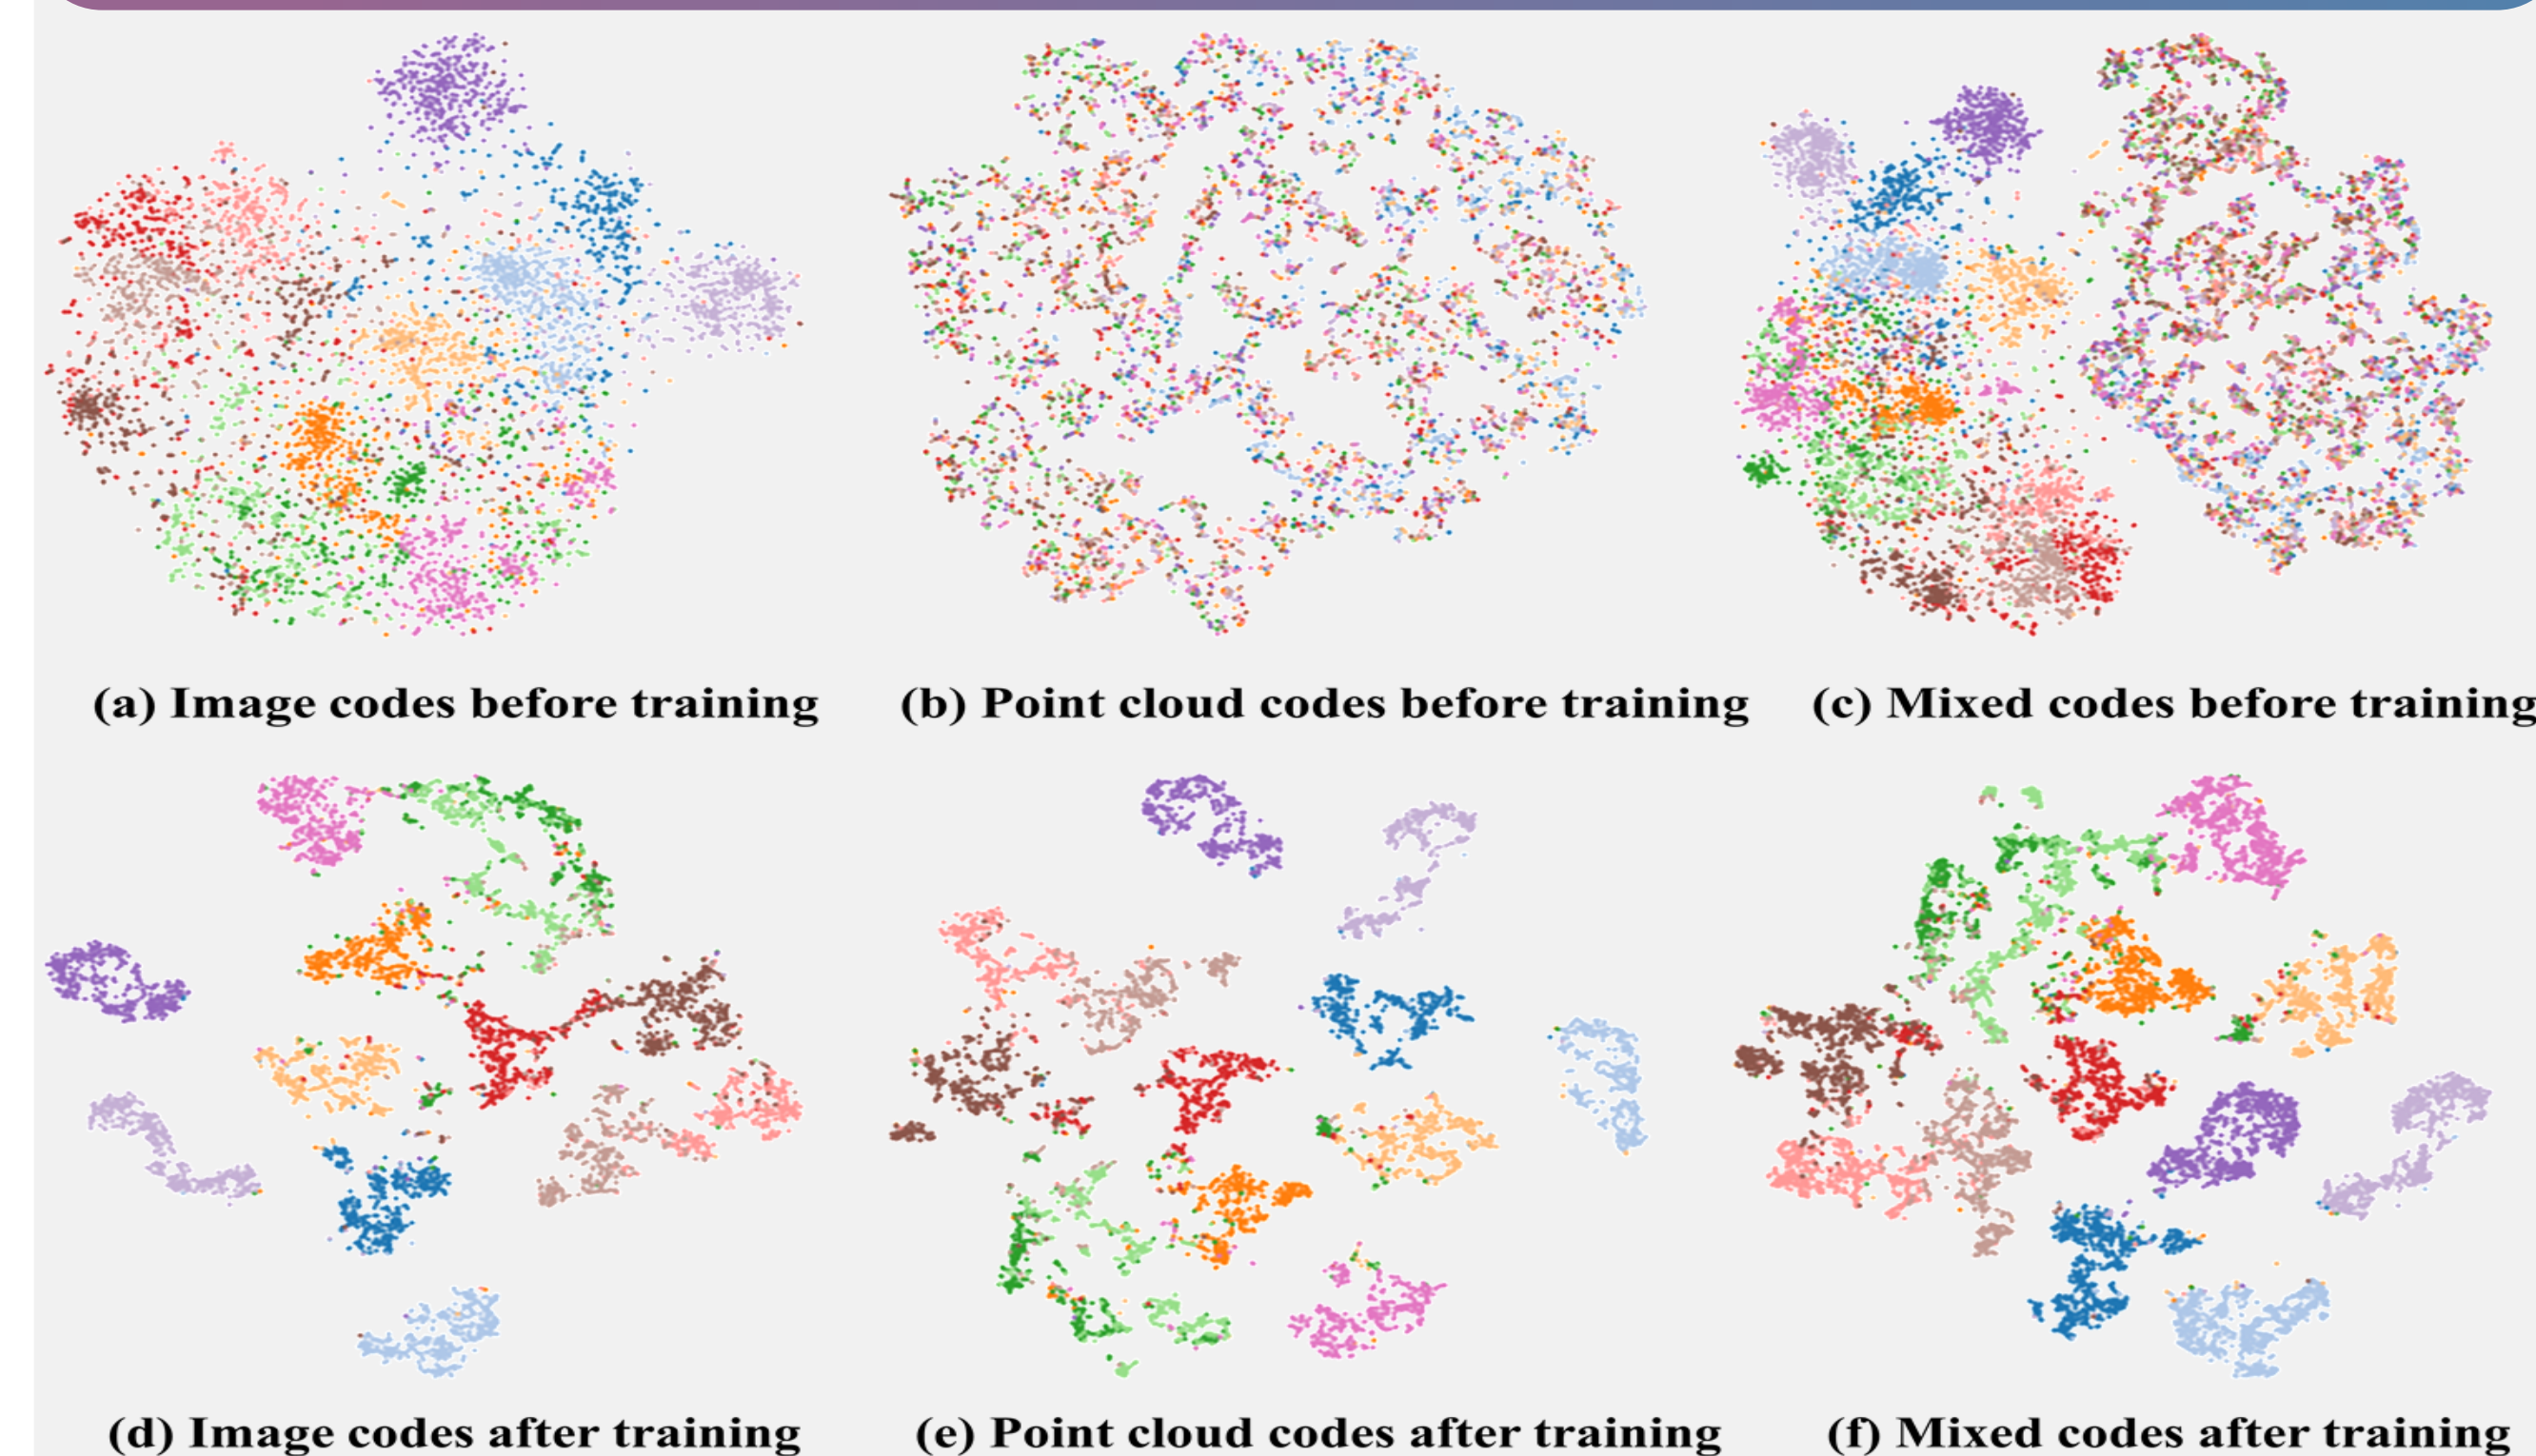 (a) Image codes before training
(b) Point cloud codes before training
(c) Mixed codes before training
(d) Image codes after training
(e) Point cloud codes after training
(f) Mixed codes after training